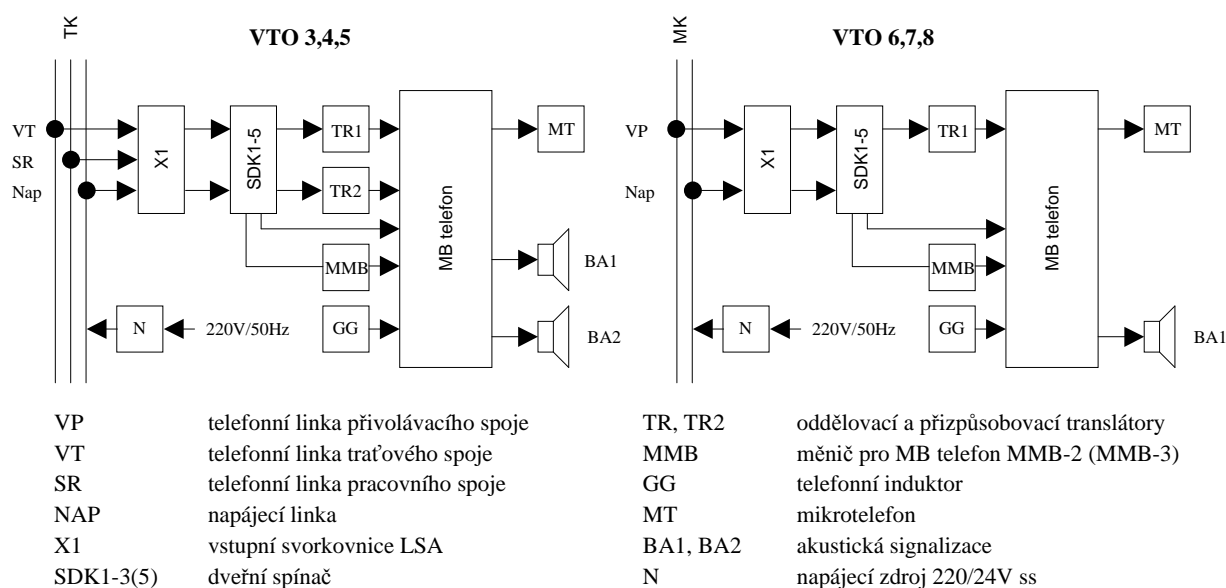 TK
VTO 3,4,5
VT
SR
Nap
X1
SDK1-5
TR1
TR2
MMB
GG
MB telefon
MT
BA1
BA2
N
220V/50Hz
MK
VTO 6,7,8
VP
Nap
X1
SDK1-5
TR1
MMB
GG
MB telefon
MT
BA1
N
220V/50Hz
VP telefonní linka přivolávacího spoje
VT telefonní linka traťového spoje
SR telefonní linka pracovního spoje
NAP napájecí linka
X1 vstupní svorkovnice LSA
SDK1-3(5) dveřní spínač
TR, TR2 oddělovací a přizpůsobovací translátory
MMB měnič pro MB telefon MMB-2 (MMB-3)
GG telefonní induktor
MT mikrotelefon
BA1, BA2 akustická signalizace
N napájecí zdroj 220/24V ss